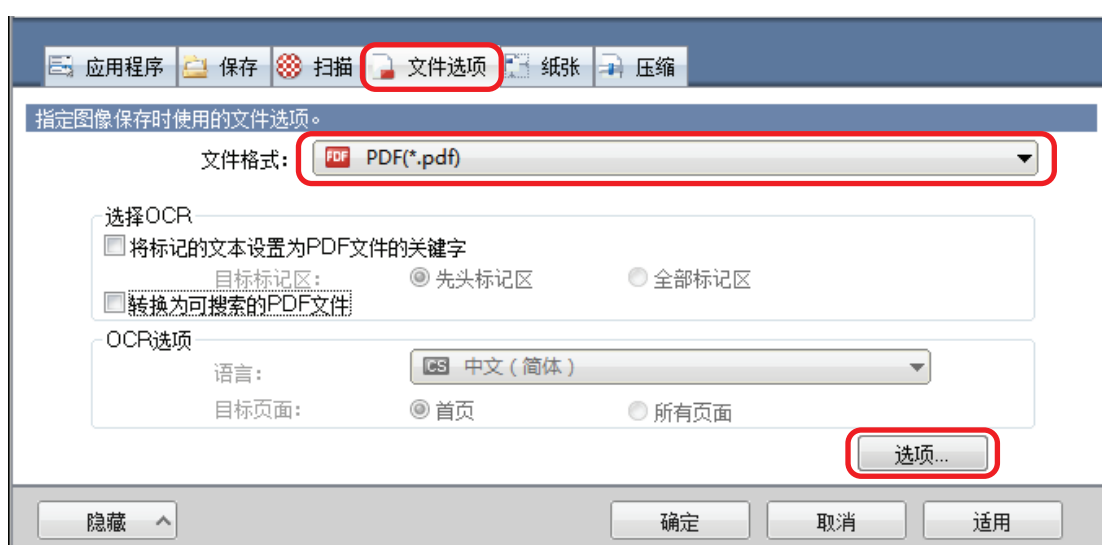 应用程序 保存 扫描 文件选项 纸张 压缩
指定图像保存时使用的文件选项。
文件格式: PDF PDF(*.pdf)
选择OCR
将标记的文本设置为PDF文件的关键字
目标标记区: 先头标记区 全部标记区
转换为可搜索的PDF文件
OCR选项
语言: CS 中文(简体)
目标页面: 首页 所有页面
选项...
隐藏 确定 取消 适用